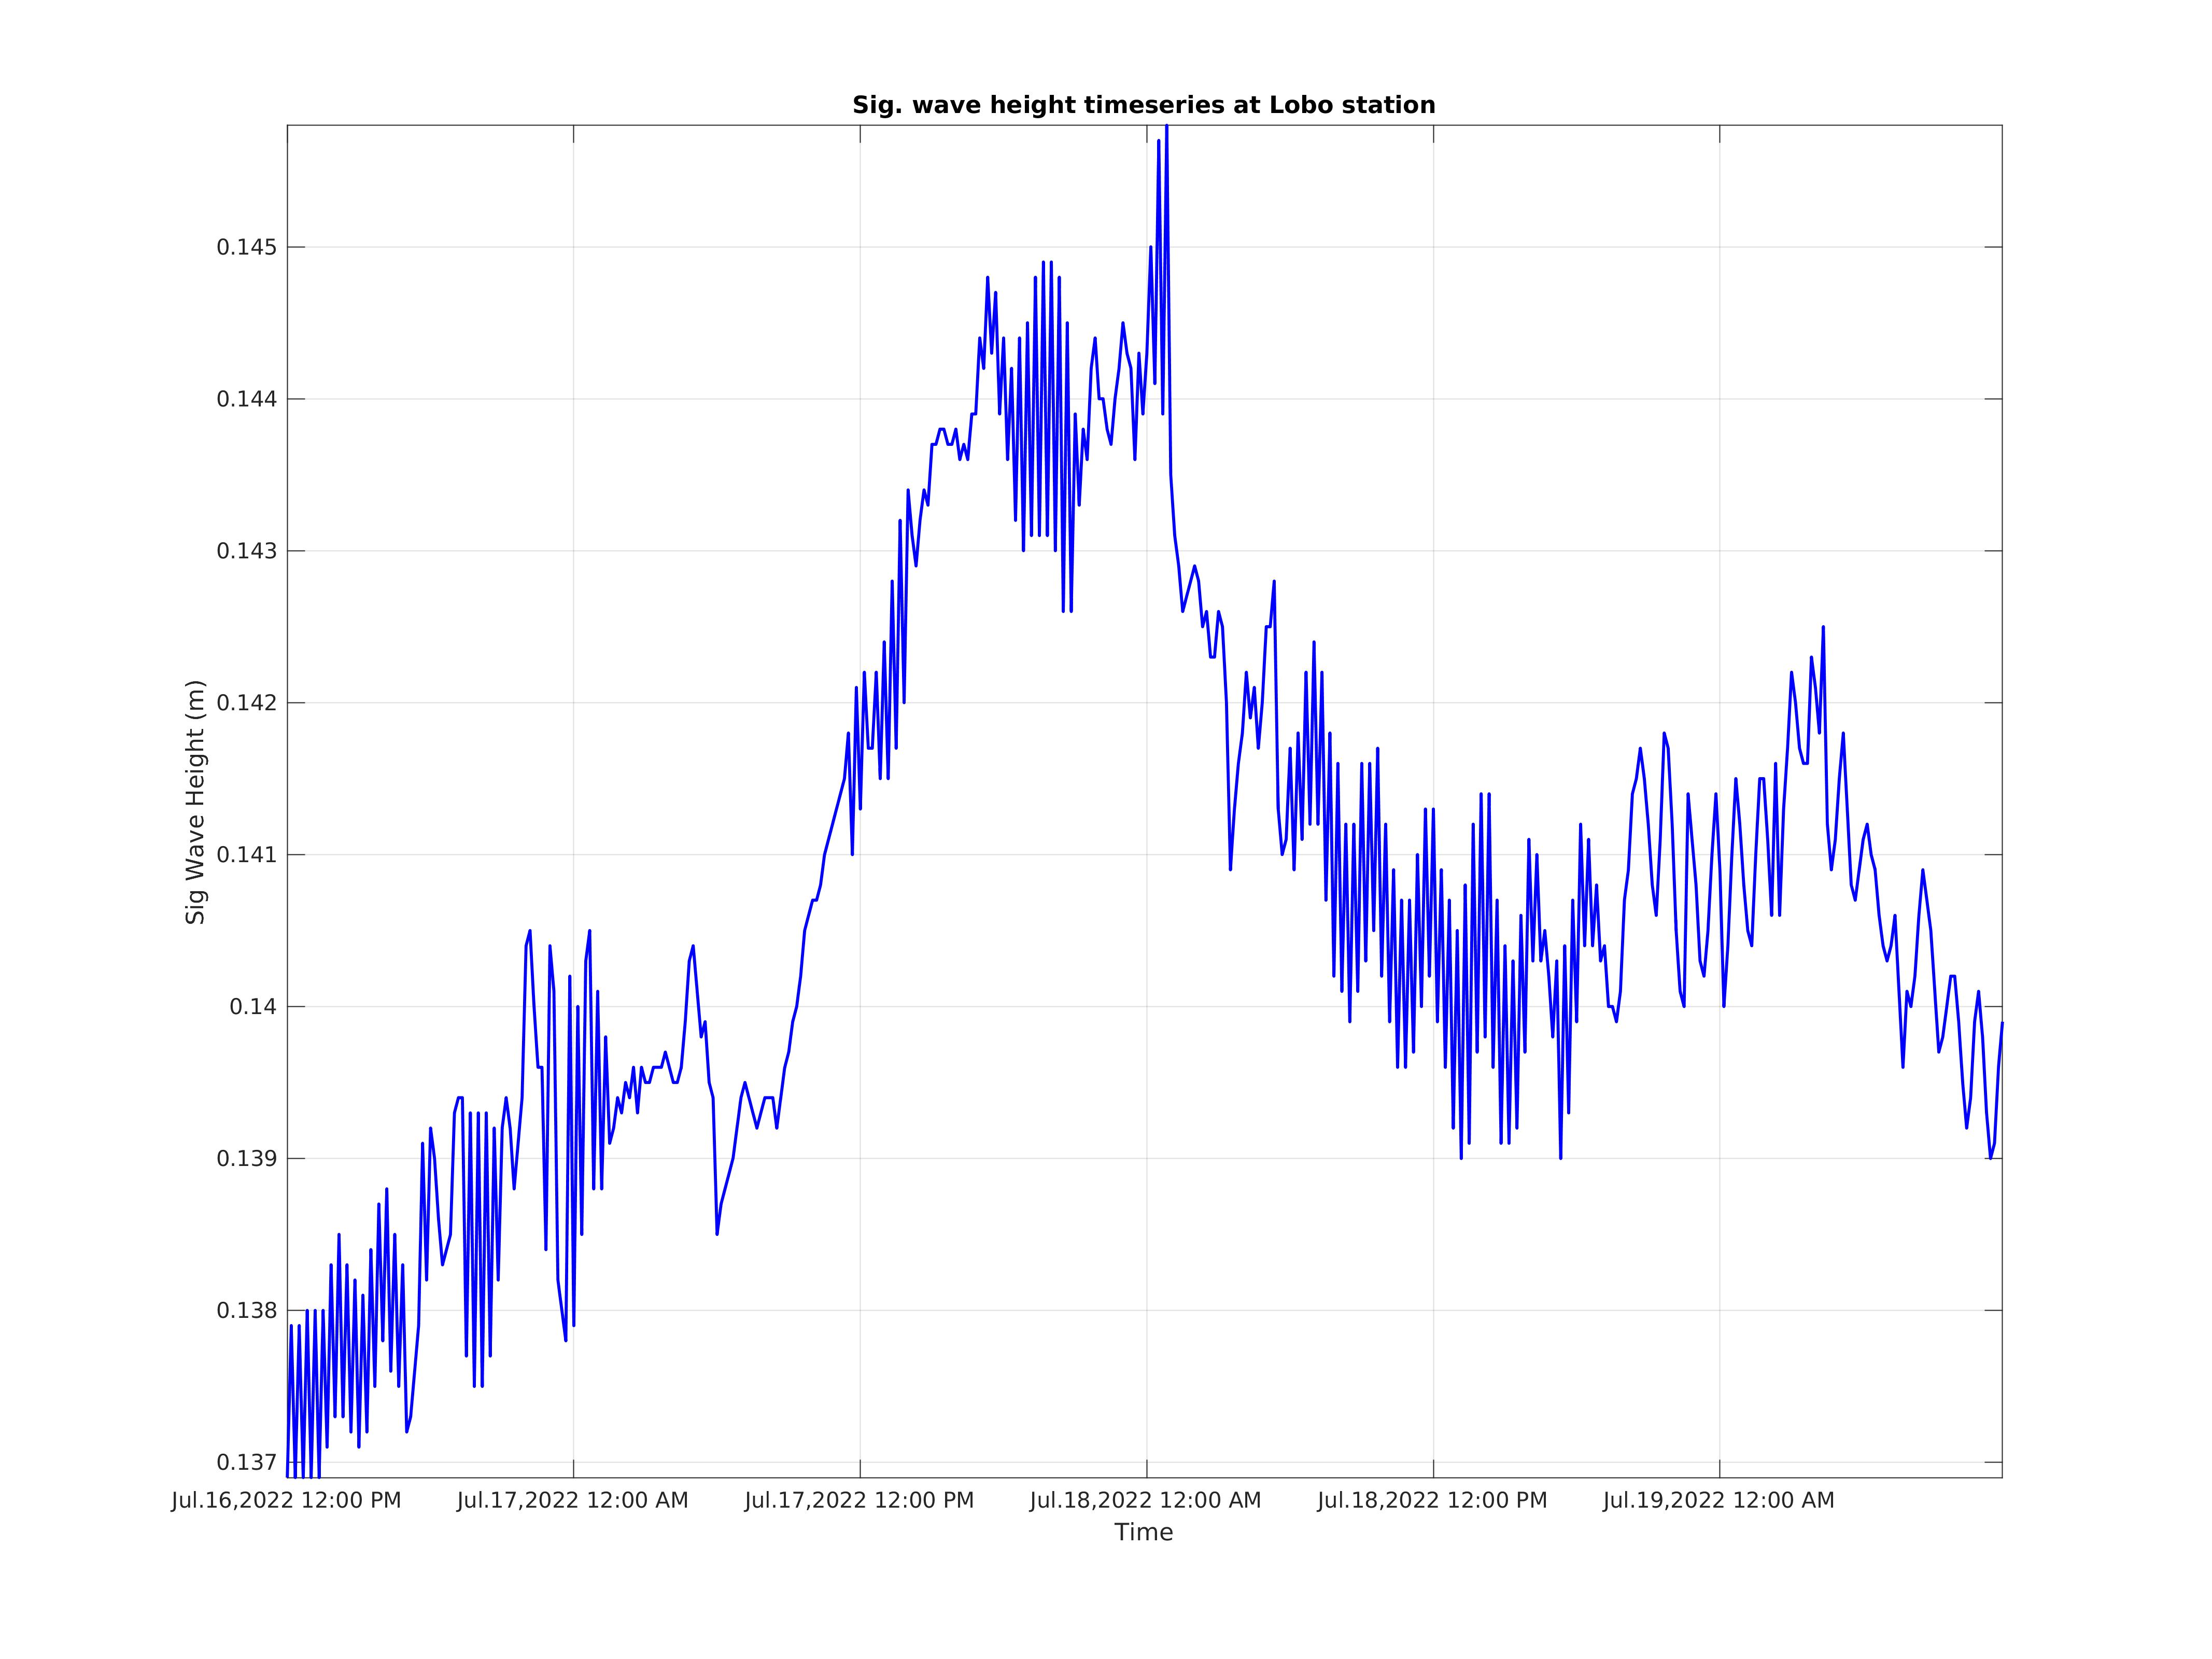 Sig. wave height timeseries at Lobo station
0.145
0.144
0.143
0.142
0.141
0.14
0.139
0.138
0.137
Sig Wave Height (m)
Jul.16,2022 12:00 PM Jul.17,2022 12:00 AM Jul.17,2022 12:00 PM Jul.18,2022 12:00 AM Jul.18,2022 12:00 PM Jul.19,2022 12:00 AM
Time